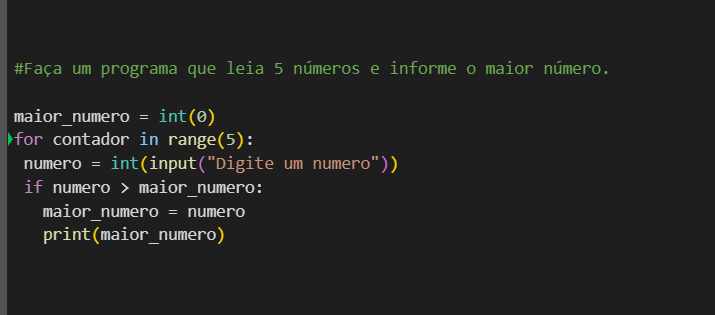 #Faça um programa que leia 5 números e informe o maior número.
maior_numero = int(0)
for contador in range(5):
 numero = int(input("Digite um numero"))
 if numero > maior_numero:
   maior_numero = numero
   print(maior_numero)